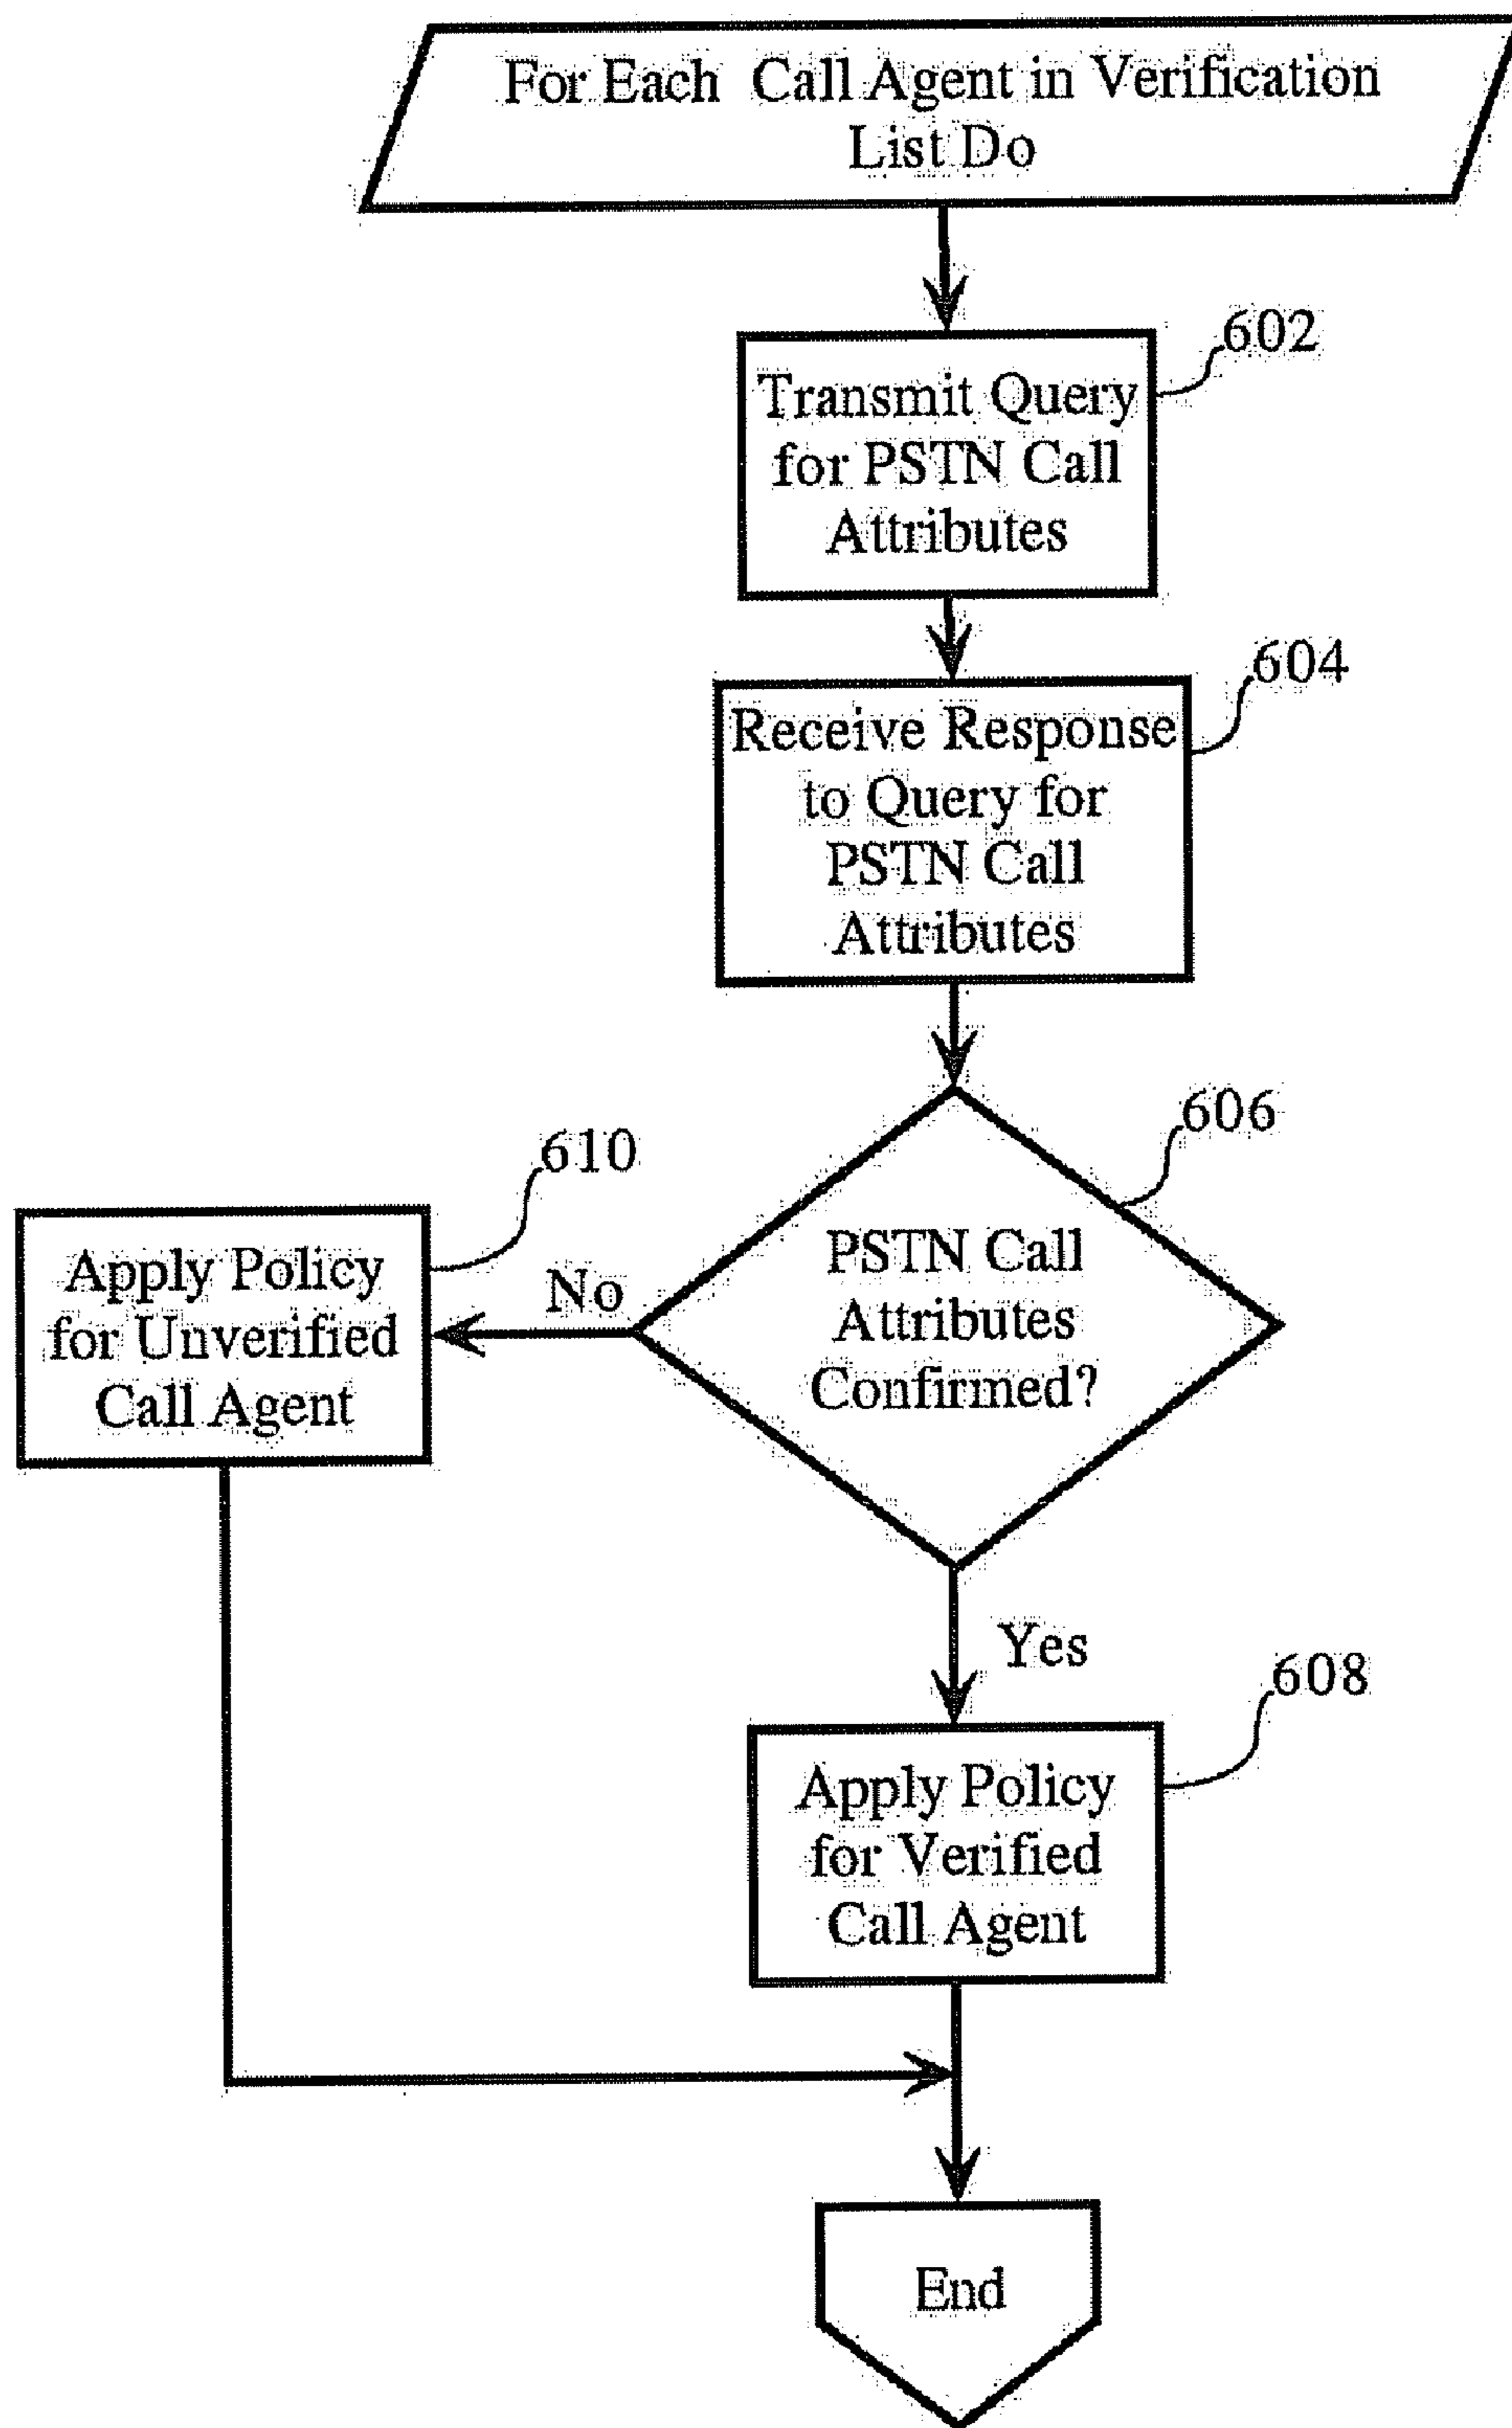 For Each Call Agent in Verification
List Do
602
Transmit Query
for PSTN Call
Attributes
604
Receive Response
to Query for
PSTN Call
Attributes
606
PSTN Call
Attributes
Confirmed?
610
No
Apply Policy
for Unverified
Call Agent
Yes
608
Apply Policy
for Verified
Call Agent
End